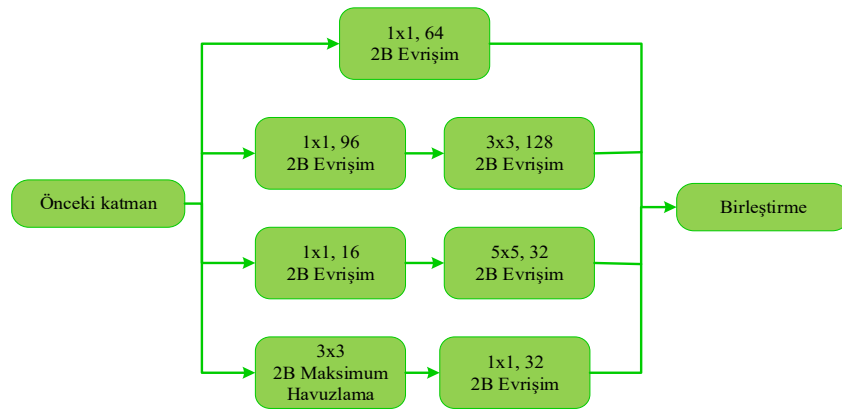 1x1, 64
2B Evrişim
1x1, 96
2B Evrişim
3x3, 128
2B Evrişim
Önceki katman
Birleştirme
1x1, 16
2B Evrişim
5x5, 32
2B Evrişim
3x3
2B Maksimum
Havuzlama
1x1, 32
2B Evrişim